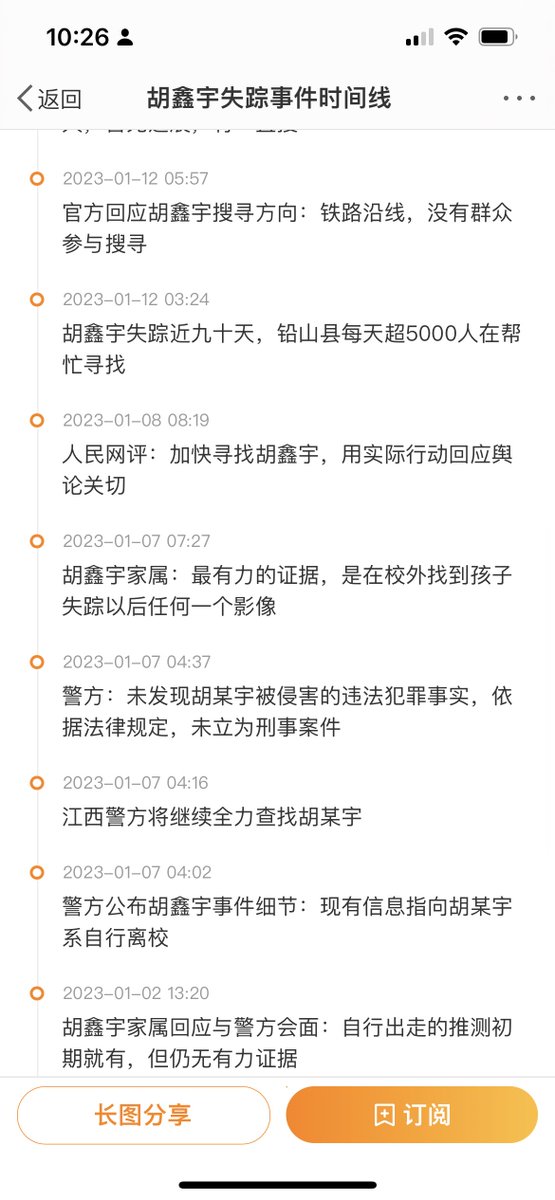 10:26
返回
胡鑫宇失踪事件时间线
2023-01-12 05:57
官方回应胡鑫宇搜寻方向：铁路沿线，没有群众
参与搜寻
2023-01-12 03:24
胡鑫宇失踪近九十天，铅山县每天超5000人在帮
忙寻找
2023-01-08 08:19
人民网评：加快寻找胡鑫宇，用实际行动回应舆
论关切
2023-01-07 07:27
胡鑫宇家属：最有力的证据，是在校外找到孩子
失踪以后任何一个影像
2023-01-07 04:37
警方：未发现胡某宇被侵害的违法犯罪事实，依
据法律规定，未立为刑事案件
2023-01-07 04:16
江西警方将继续全力查找胡某宇
2023-01-07 04:02
警方公布胡鑫宇事件细节：现有信息指向胡某宇
系自行离校
2023-01-02 13:20
胡鑫宇家属回应与警方会面：自行出走的推测初
期就有，但仍无有力证据
长图分享
订阅